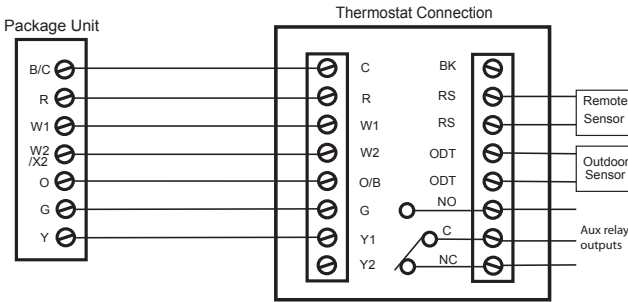 Thermostat Connection
Package Unit
B/C
R
W1
W2
/X2
O
G
Y
C
R
W1
W2
O/B
G
Y1
Y2
BK
RS
RS
ODT
ODT
NO
C
NC
Remote
Sensor
Outdoor
Sensor
Aux relay
outputs